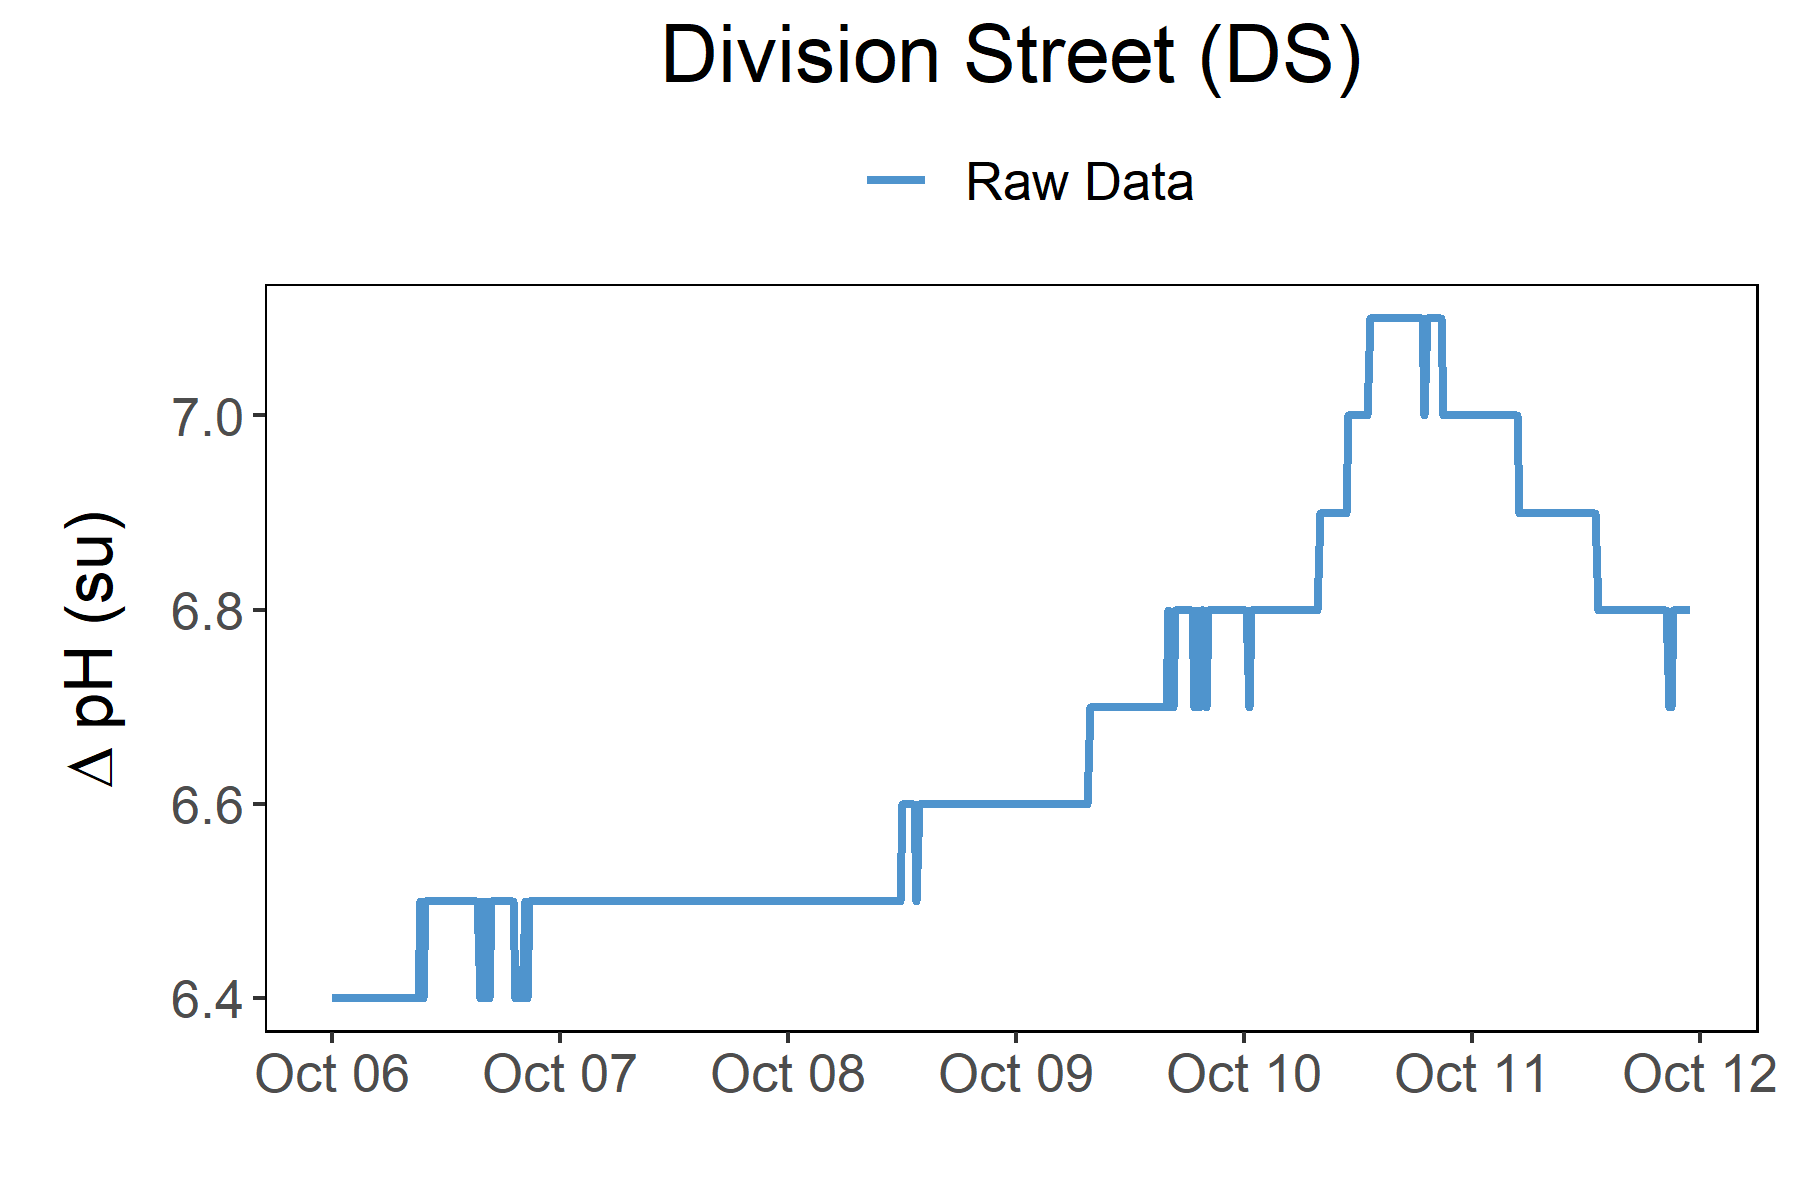 Division Street (DS)
Raw Data
Δ pH (su)
7.0
6.8
6.6
6.4
Oct 06 Oct 07 Oct 08 Oct 09 Oct 10 Oct 11 Oct 12